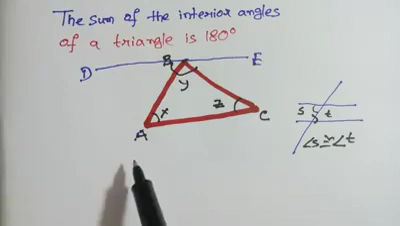 The sum of the interior angles
of a triangle is 180°
D B E
y
x z
A C
s t
∠s ≅ ∠t